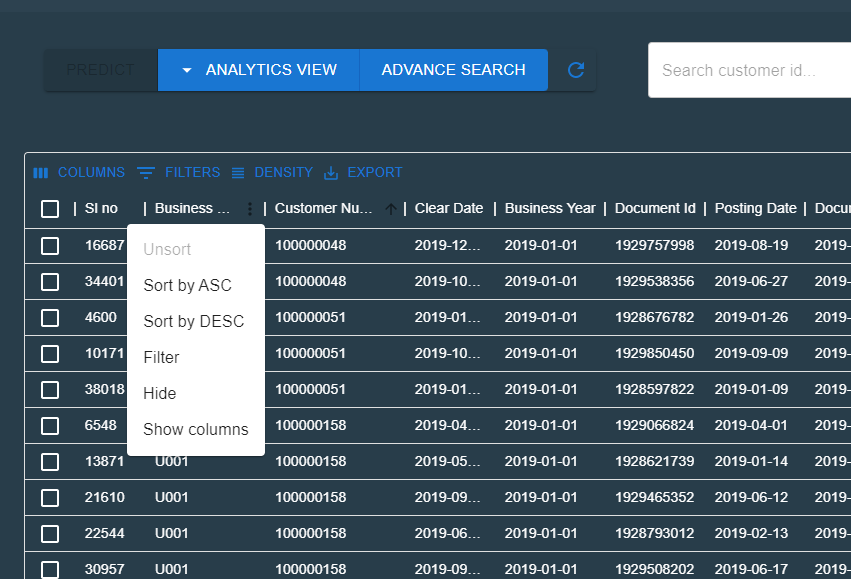 PREDICT ANALYTICS VIEW ADVANCE SEARCH Search customer id...
COLUMNS FILTERS DENSITY EXPORT
Sl no Business ... Customer Nu... Clear Date Business Year Document Id Posting Date Docum
16687 100000048 2019-12... 2019-01-01 1929757998 2019-08-19 2019-
34401 100000048 2019-10... 2019-01-01 1929538356 2019-06-27 2019-
4600 100000051 2019-01... 2019-01-01 1928676782 2019-01-26 2019-
10171 100000051 2019-10... 2019-01-01 1929850450 2019-09-09 2019-
38018 100000051 2019-01... 2019-01-01 1928597822 2019-01-09 2019-
6548 100000158 2019-04... 2019-01-01 1929066824 2019-04-01 2019-
13871 U001 100000158 2019-05... 2019-01-01 1928621739 2019-01-14 2019-
21610 U001 100000158 2019-09... 2019-01-01 1929465352 2019-06-12 2019-
22544 U001 100000158 2019-06... 2019-01-01 1928793012 2019-02-13 2019-
30957 U001 100000158 2019-09... 2019-01-01 1929508202 2019-06-17 2019-
Unsort
Sort by ASC
Sort by DESC
Filter
Hide
Show columns